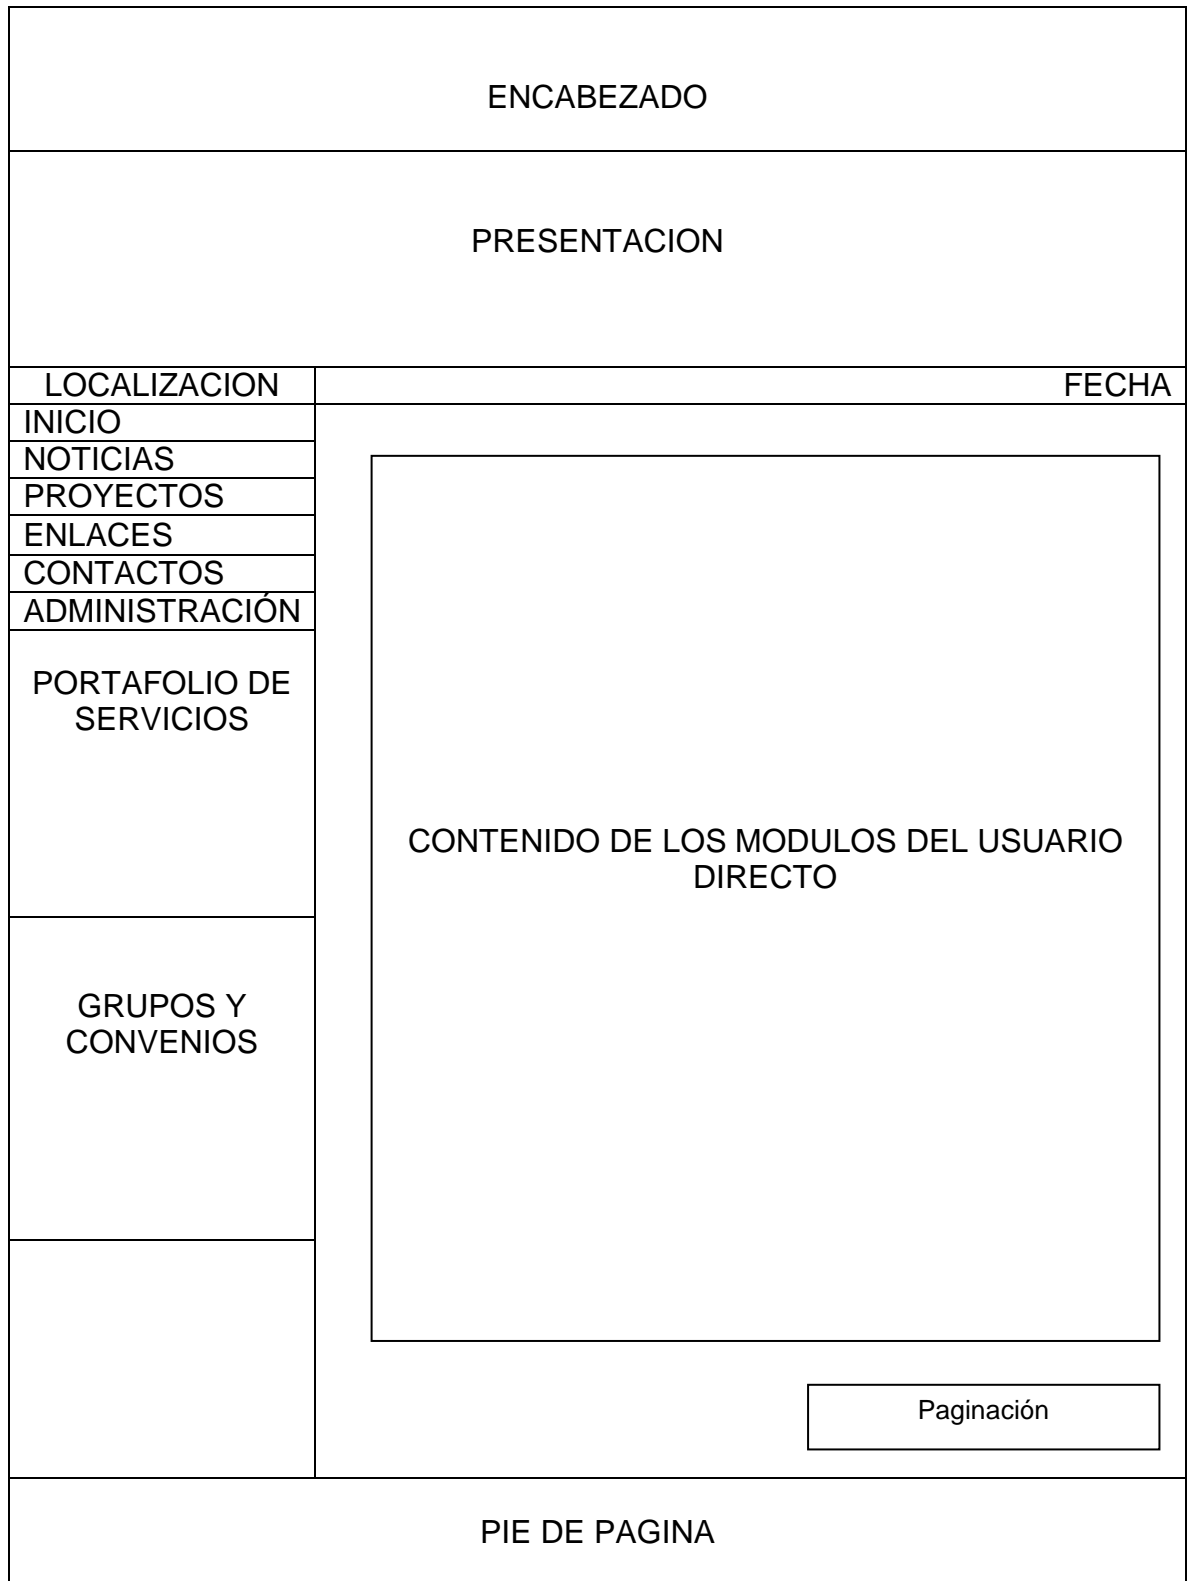 ENCABEZADO
PRESENTACION
LOCALIZACION
FECHA
INICIO
NOTICIAS
PROYECTOS
ENLACES
CONTACTOS
ADMINISTRACIÓN
PORTAFOLIO DE
SERVICIOS
GRUPOS Y
CONVENIOS
CONTENIDO DE LOS MODULOS DEL USUARIO
DIRECTO
Paginación
PIE DE PAGINA